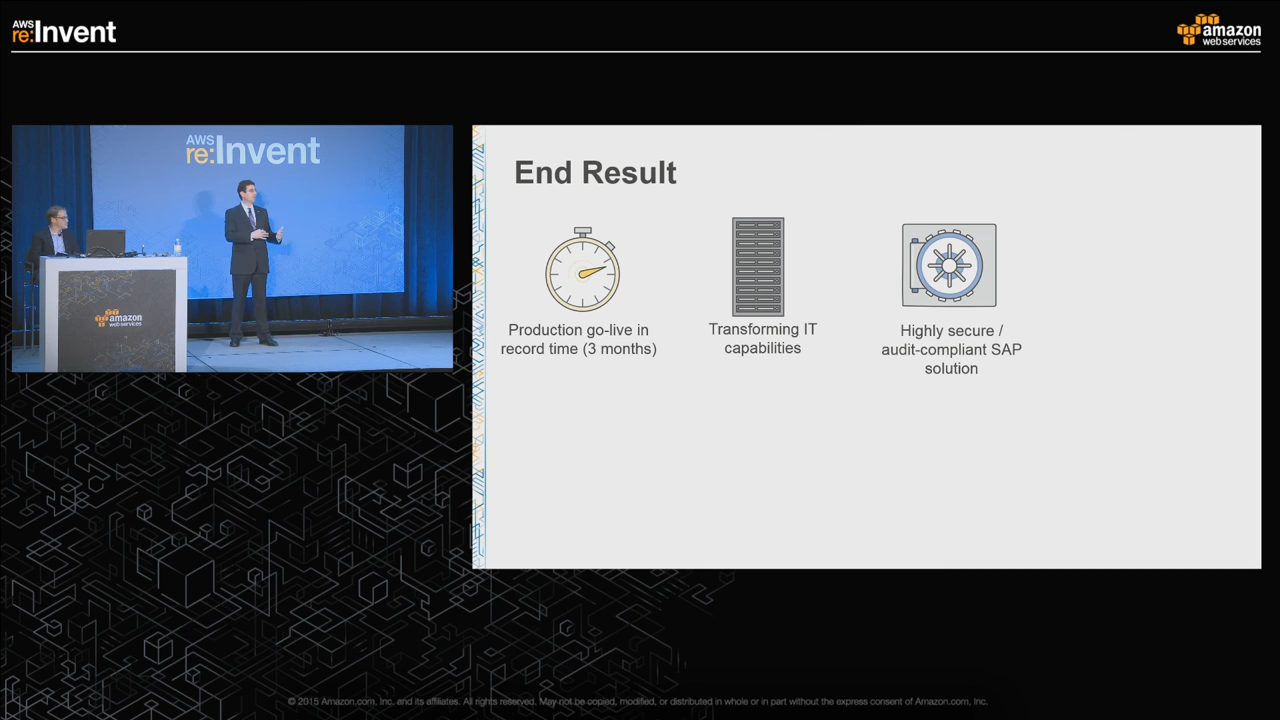 AWS
re:Invent
amazon
web services
AWS
re:Invent
amazon
web services
End Result
Production go-live in
record time (3 months)
Transforming IT
capabilities
Highly secure /
audit-compliant SAP
solution
© 2015 Amazon.com, Inc. and its affiliates. All rights reserved. May not be copied, modified, or distributed in whole or in part without the express consent of Amazon.com, Inc.